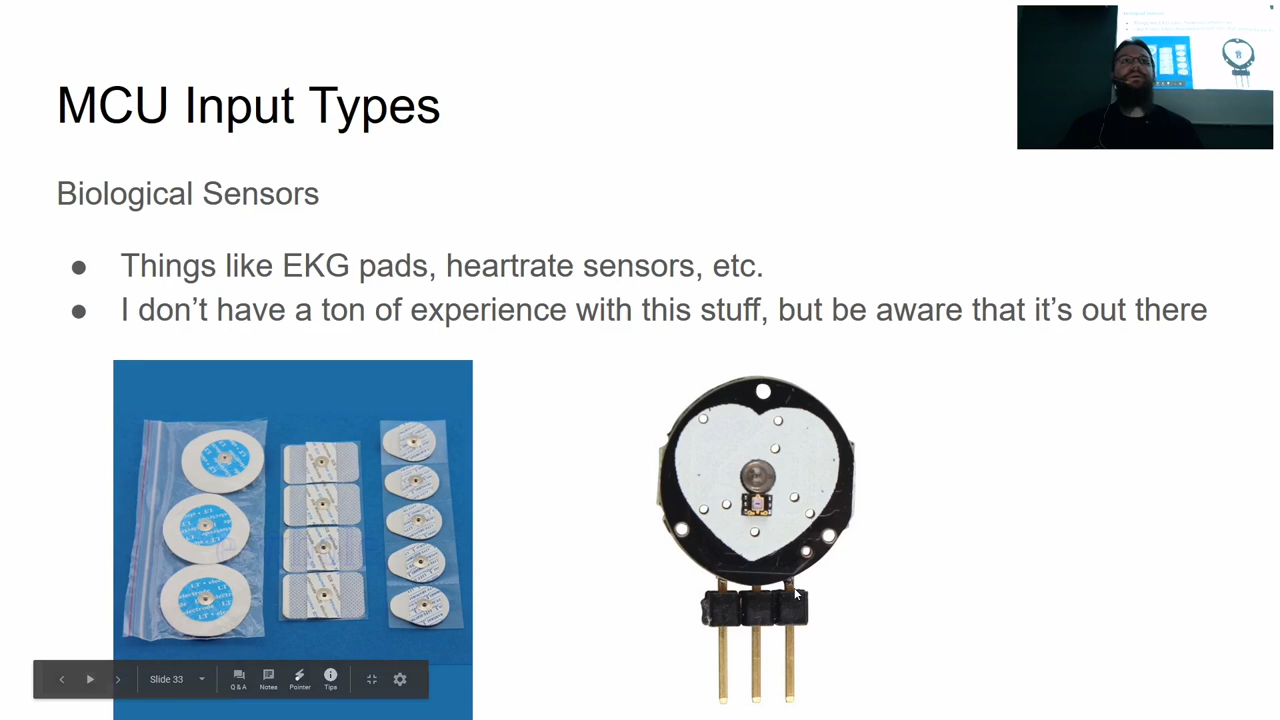 MCU Input Types
Biological Sensors
● Things like EKG pads, heartrate sensors, etc.
● I don’t have a ton of experience with this stuff, but be aware that it’s out there
Slide 33
Q & A
Notes
Pointer
Tips